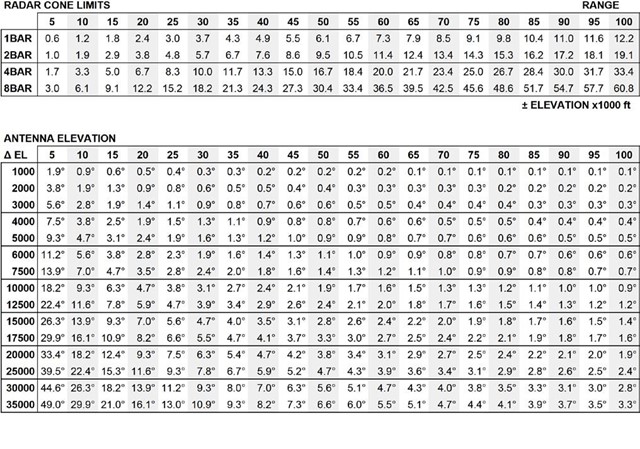 RADAR CONE LIMITS RANGE
5 10 15 20 25 30 35 40 45 50 55 60 65 70 75 80 85 90 95 100
1BAR 0.6 1.2 1.8 2.4 3.0 3.7 4.3 4.9 5.5 6.1 6.7 7.3 7.9 8.5 9.1 9.8 10.4 11.0 11.6 12.2
2BAR 1.0 1.9 2.9 3.8 4.8 5.7 6.7 7.6 8.6 9.5 10.5 11.4 12.4 13.4 14.3 15.3 16.2 17.2 18.1 19.1
4BAR 1.7 3.3 5.0 6.7 8.3 10.0 11.7 13.3 15.0 16.7 18.4 20.0 21.7 23.4 25.0 26.7 28.4 30.0 31.7 33.4
8BAR 3.0 6.1 9.1 12.2 15.2 18.2 21.3 24.3 27.3 30.4 33.4 36.5 39.5 42.5 45.6 48.6 51.7 54.7 57.7 60.8
± ELEVATION x1000 ft
ANTENNA ELEVATION
Δ EL 5 10 15 20 25 30 35 40 45 50 55 60 65 70 75 80 85 90 95 100
1000 1.9° 0.9° 0.6° 0.5° 0.4° 0.3° 0.3° 0.2° 0.2° 0.2° 0.2° 0.2° 0.1° 0.1° 0.1° 0.1° 0.1° 0.1° 0.1° 0.1°
2000 3.8° 1.9° 1.3° 0.9° 0.8° 0.6° 0.5° 0.5° 0.4° 0.4° 0.3° 0.3° 0.3° 0.3° 0.3° 0.2° 0.2° 0.2° 0.2° 0.2°
3000 5.6° 2.8° 1.9° 1.4° 1.1° 0.9° 0.8° 0.7° 0.6° 0.6° 0.5° 0.5° 0.4° 0.4° 0.4° 0.4° 0.3° 0.3° 0.3° 0.3°
4000 7.5° 3.8° 2.5° 1.9° 1.5° 1.3° 1.1° 0.9° 0.8° 0.8° 0.7° 0.6° 0.6° 0.5° 0.5° 0.5° 0.4° 0.4° 0.4° 0.4°
5000 9.3° 4.7° 3.1° 2.4° 1.9° 1.6° 1.3° 1.2° 1.0° 0.9° 0.9° 0.8° 0.7° 0.7° 0.6° 0.6° 0.6° 0.5° 0.5° 0.5°
6000 11.2° 5.6° 3.8° 2.8° 2.3° 1.9° 1.6° 1.4° 1.3° 1.1° 1.0° 0.9° 0.9° 0.8° 0.8° 0.7° 0.7° 0.6° 0.6° 0.6°
7500 13.9° 7.0° 4.7° 3.5° 2.8° 2.4° 2.0° 1.8° 1.6° 1.4° 1.3° 1.2° 1.1° 1.0° 0.9° 0.9° 0.8° 0.8° 0.7° 0.7°
10000 18.2° 9.3° 6.3° 4.7° 3.8° 3.1° 2.7° 2.4° 2.1° 1.9° 1.7° 1.6° 1.5° 1.3° 1.3° 1.2° 1.1° 1.0° 1.0° 0.9°
12500 22.4° 11.6° 7.8° 5.9° 4.7° 3.9° 3.4° 2.9° 2.6° 2.4° 2.1° 2.0° 1.8° 1.7° 1.6° 1.5° 1.4° 1.3° 1.2° 1.2°
15000 26.3° 13.9° 9.3° 7.0° 5.6° 4.7° 4.0° 3.5° 3.1° 2.8° 2.6° 2.4° 2.2° 2.0° 1.9° 1.8° 1.7° 1.6° 1.5° 1.4°
17500 29.9° 16.1° 10.9° 8.2° 6.6° 5.5° 4.7° 4.1° 3.7° 3.3° 3.0° 2.7° 2.5° 2.4° 2.2° 2.1° 1.9° 1.8° 1.7° 1.6°
20000 33.4° 18.2° 12.4° 9.3° 7.5° 6.3° 5.4° 4.7° 4.2° 3.8° 3.4° 3.1° 2.9° 2.7° 2.5° 2.4° 2.2° 2.1° 2.0° 1.9°
25000 39.5° 22.4° 15.3° 11.6° 9.3° 7.8° 6.7° 5.9° 5.2° 4.7° 4.3° 3.9° 3.6° 3.4° 3.1° 2.9° 2.8° 2.6° 2.5° 2.4°
30000 44.6° 26.3° 18.2° 13.9° 11.2° 9.3° 8.0° 7.0° 6.3° 5.6° 5.1° 4.7° 4.3° 4.0° 3.8° 3.5° 3.3° 3.1° 3.0° 2.8°
35000 49.0° 29.9° 21.0° 16.1° 13.0° 10.9° 9.3° 8.2° 7.3° 6.6° 6.0° 5.5° 5.1° 4.7° 4.4° 4.1° 3.9° 3.7° 3.5° 3.3°